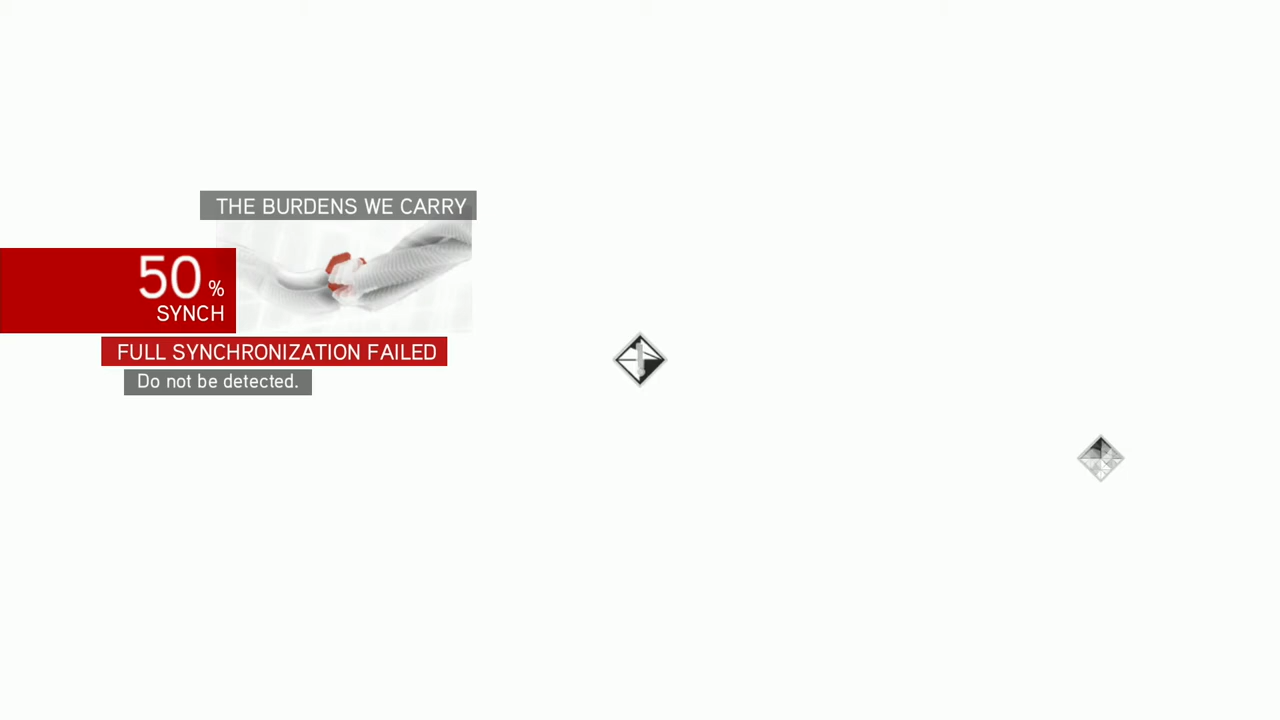 THE BURDENS WE CARRY
50 %
SYNCH
FULL SYNCHRONIZATION FAILED
Do not be detected.